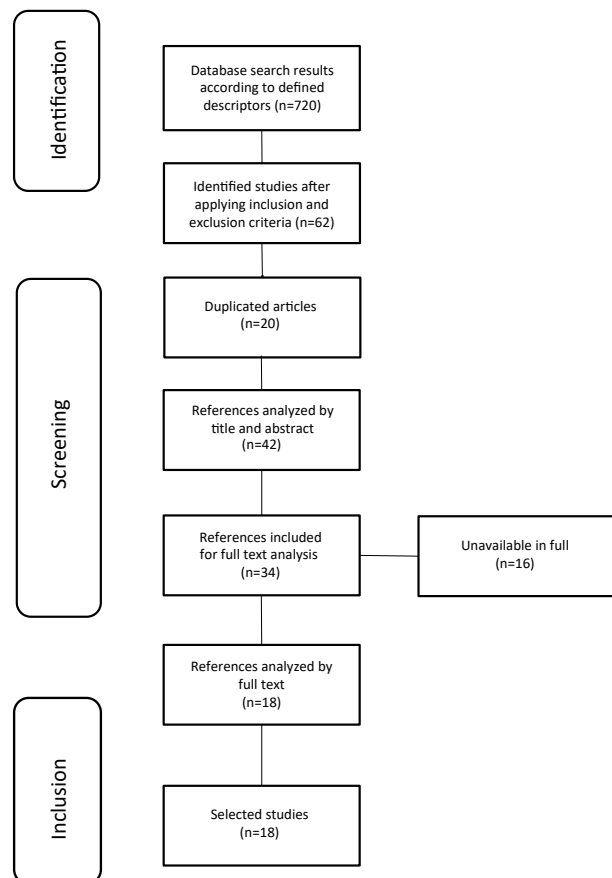 Identification
Database search results
according to defined
descriptors (n=720)
Identified studies after
applying inclusion and
exclusion criteria (n=62)
Screening
Duplicated articles
(n=20)
References analyzed by
title and abstract
(n=42)
References included
for full text analysis
(n=34)
Unavailable in full
(n=16)
References analyzed by
full text
(n=18)
Inclusion
Selected studies
(n=18)